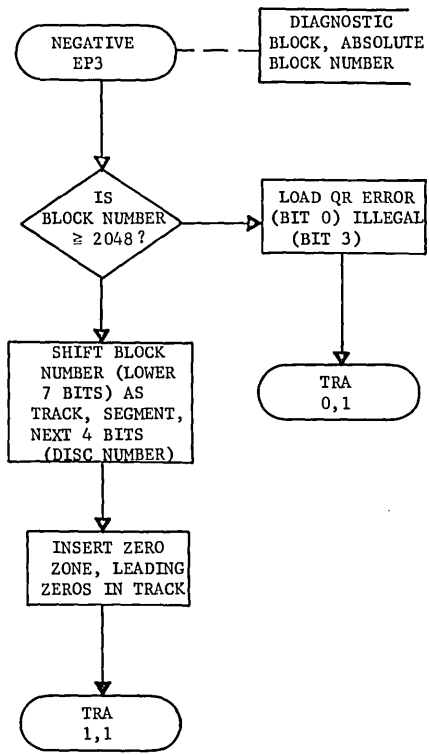 NEGATIVE
EP3
DIAGNOSTIC
BLOCK, ABSOLUTE
BLOCK NUMBER
IS
BLOCK NUMBER
≧ 2048?
LOAD QR ERROR
(BIT 0) ILLEGAL
(BIT 3)
SHIFT BLOCK
NUMBER (LOWER
7 BITS) AS
TRACK, SEGMENT,
NEXT 4 BITS
(DISC NUMBER)
TRA
0,1
INSERT ZERO
ZONE, LEADING
ZEROS IN TRACK
TRA
1,1